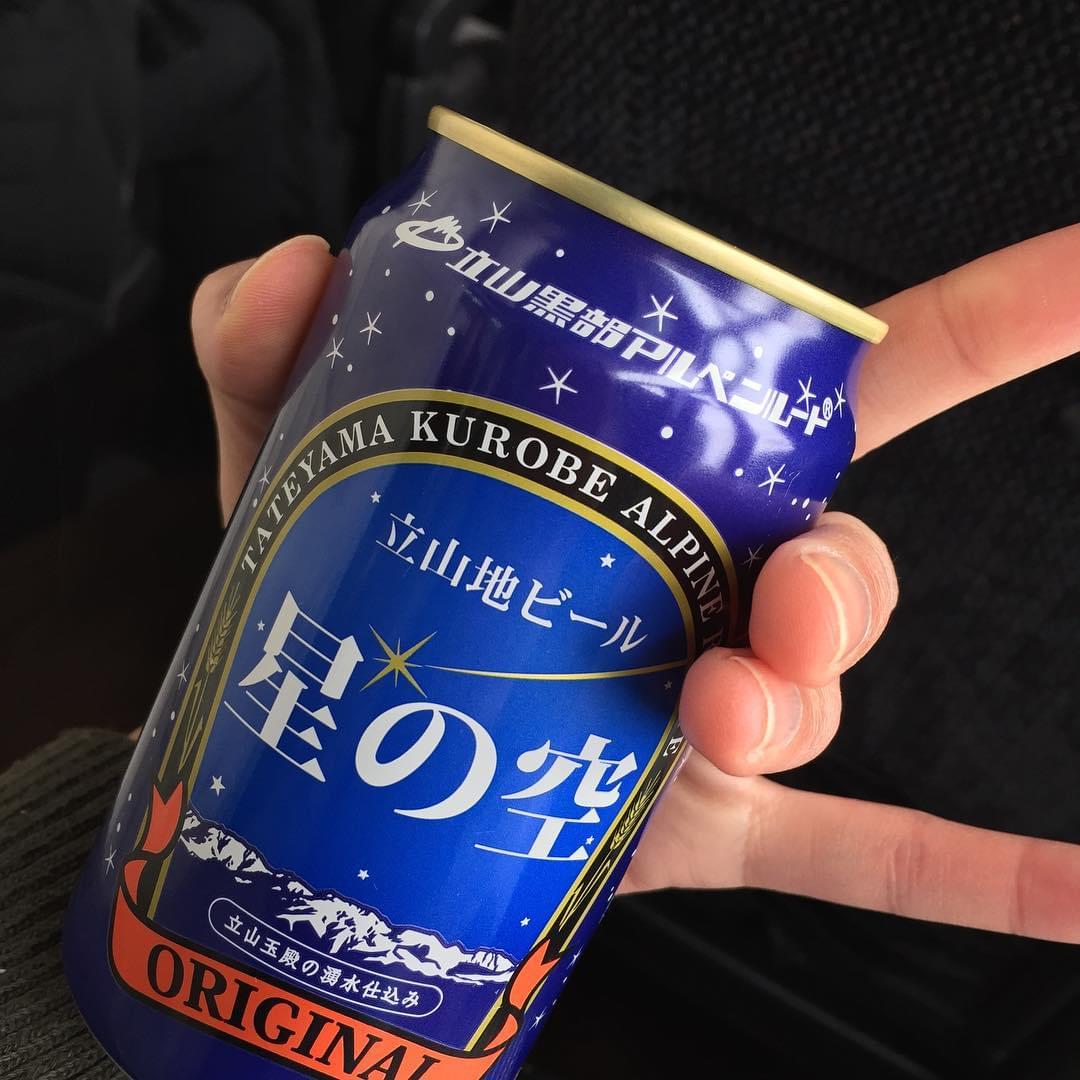 立山黒部アルペンルート®
TATEYAMA KUROBE ALPINE
立山地ビール
星の空
立山玉殿の湧水仕込み
ORIGINAL